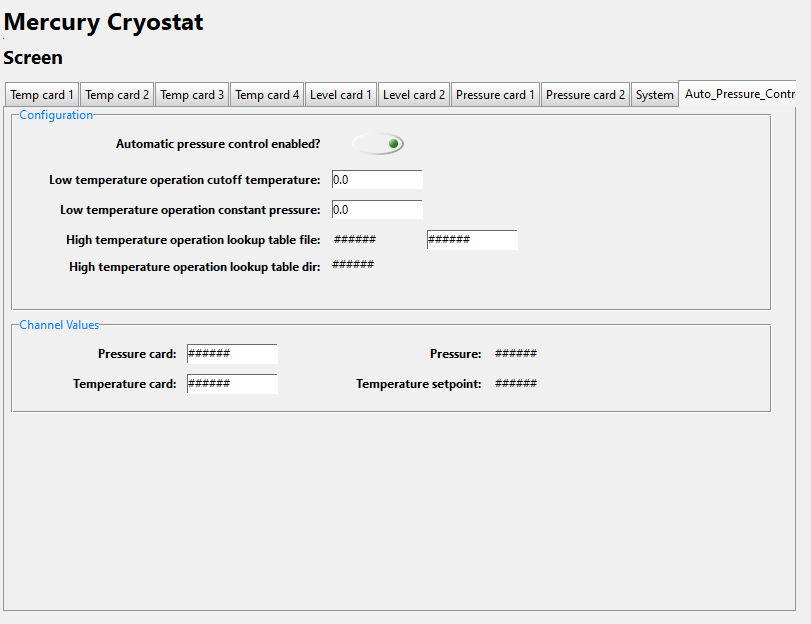 Mercury Cryostat
Screen
Temp card 1 Temp card 2 Temp card 3 Temp card 4 Level card 1 Level card 2 Pressure card 1 Pressure card 2 System Auto_Pressure_Contr
Configuration
Automatic pressure control enabled?
Low temperature operation cutoff temperature: 0.0
Low temperature operation constant pressure: 0.0
High temperature operation lookup table file: ###### ######
High temperature operation lookup table dir: ######
Channel Values
Pressure card: ###### Pressure: ######
Temperature card: ###### Temperature setpoint: ######